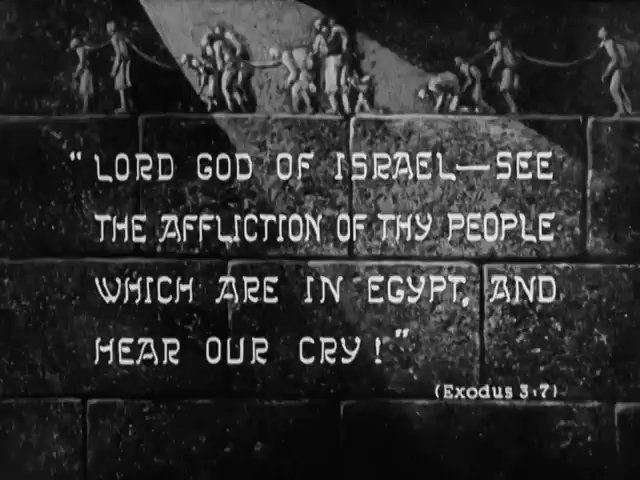 "LORD GOD OF ISRAEL—SEE
THE AFFLICTION OF THY PEOPLE
WHICH ARE IN EGYPT, AND
HEAR OUR CRY!"
(Exodus 3:7)